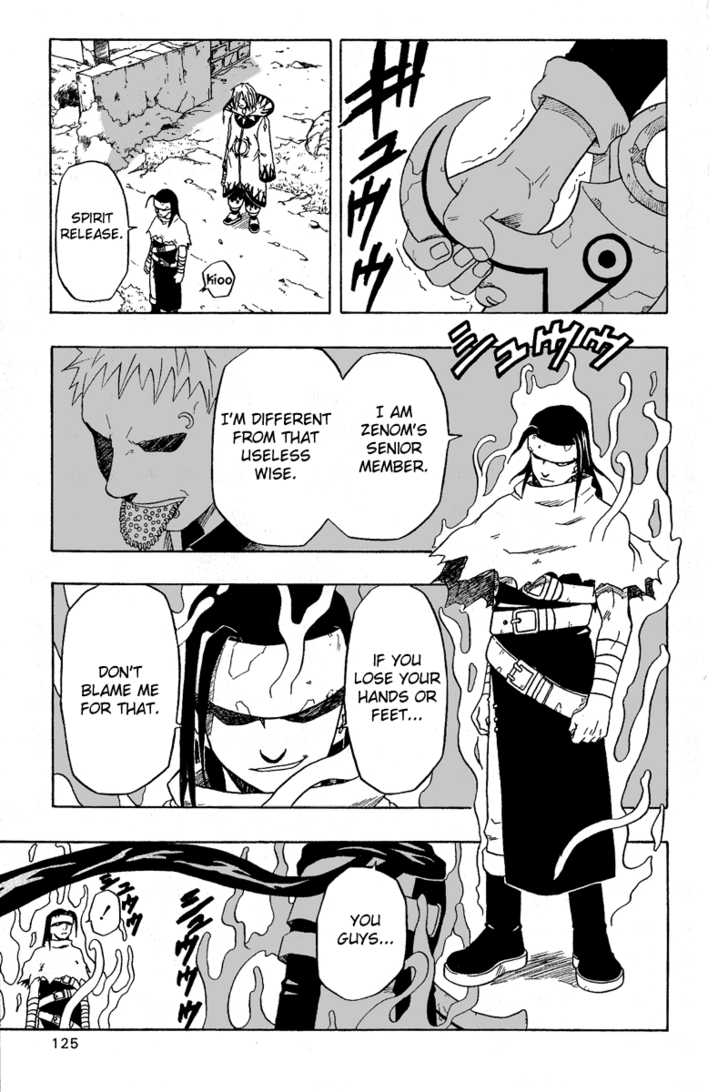 ギュウウ
SPIRIT
RELEASE.
Kioo
シュウウ
I AM
ZENOM'S
SENIOR
MEMBER.
I'M DIFFERENT
FROM THAT
USELESS
WISE.
IF YOU
LOSE YOUR
HANDS OR
FEET...
DON'T
BLAME ME
FOR THAT.
YOU
GUYS...
シュウウ
!
シュウウ
125